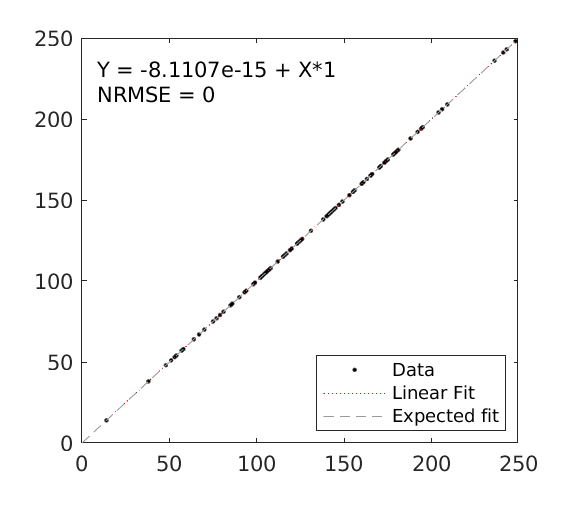 250
Y = -8.1107e-15 + X*1
NRMSE = 0
200
150
100
50
Data
Linear Fit
Expected fit
0
0 50 100 150 200 250